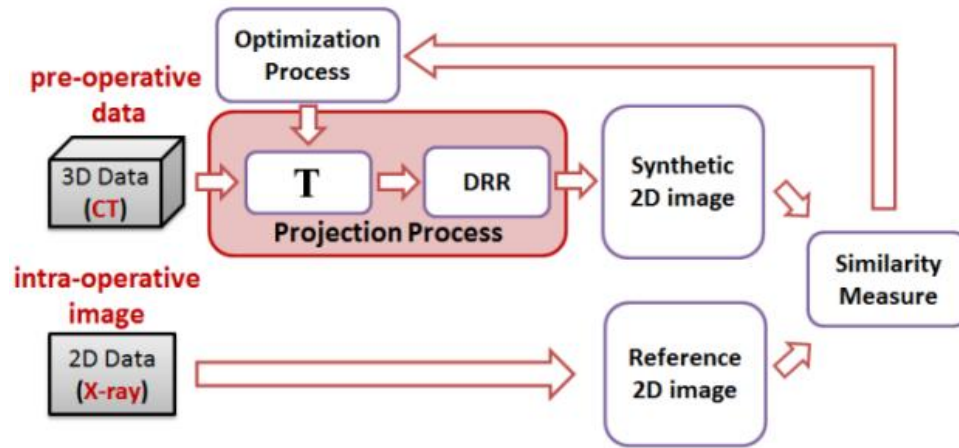 Optimization
Process
pre-operative
data
3D Data
(CT)
T
DRR
Projection Process
Synthetic
2D image
Similarity
Measure
intra-operative
image
2D Data
(X-ray)
Reference
2D image